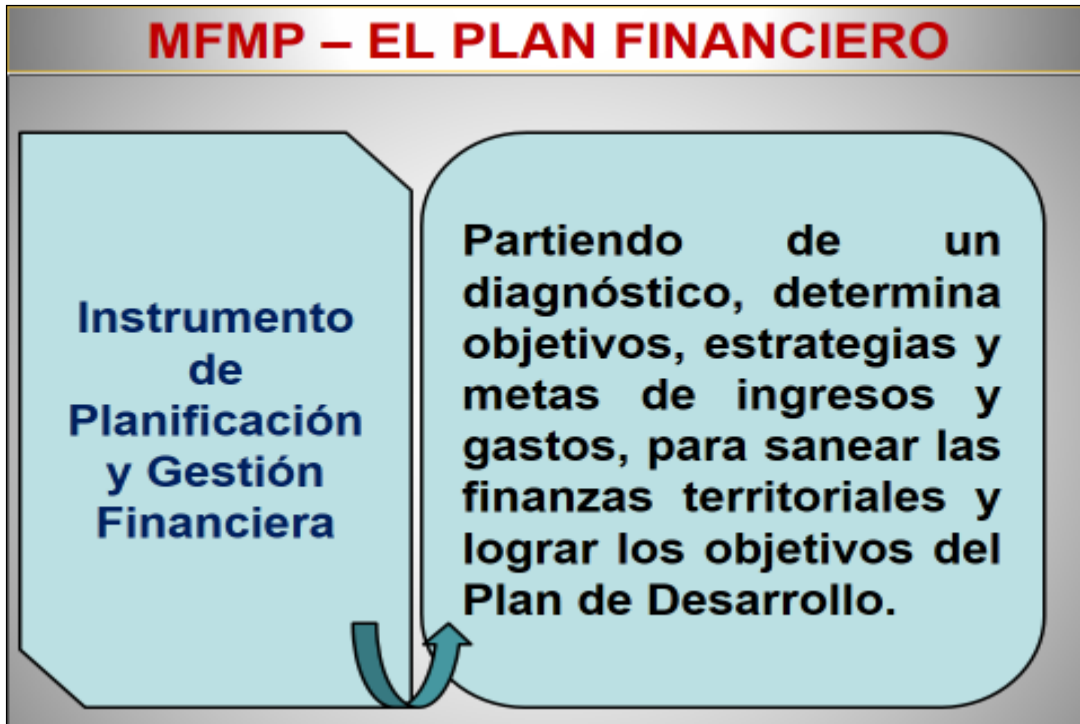 MFMP – EL PLAN FINANCIERO
Instrumento
de
Planificación
y Gestión
Financiera
Partiendo de un
diagnóstico, determina
objetivos, estrategias y
metas de ingresos y
gastos, para sanear las
finanzas territoriales y
lograr los objetivos del
Plan de Desarrollo.